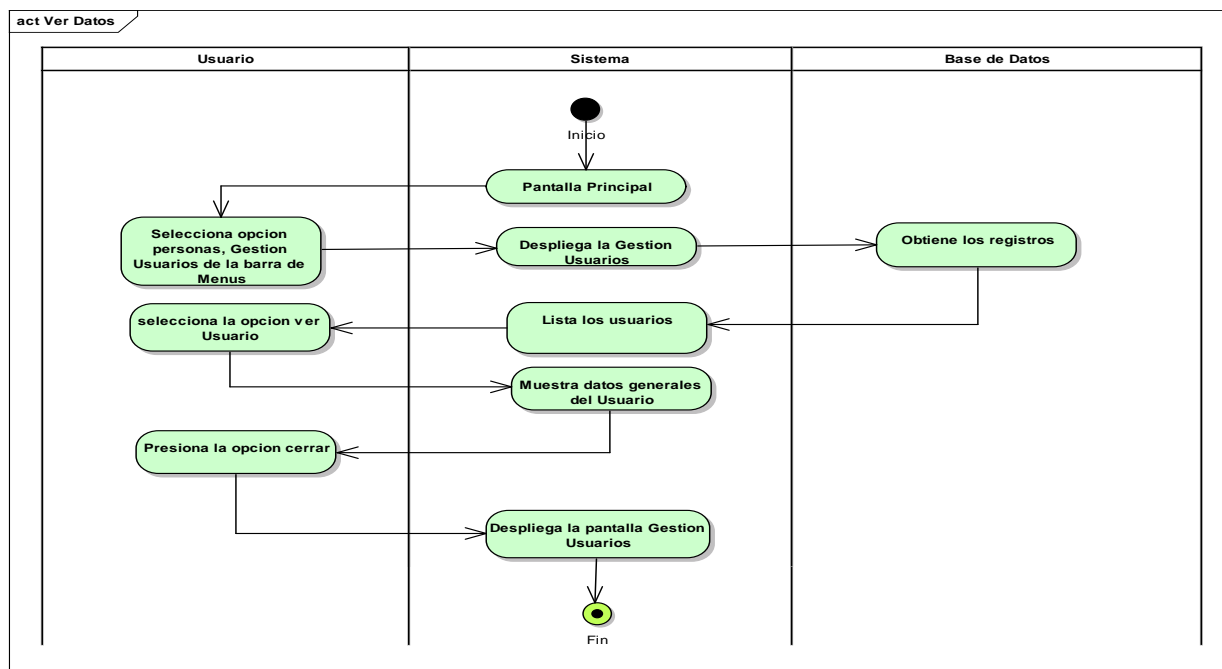 act Ver Datos
Usuario
Sistema
Base de Datos
Inicio
Pantalla Principal
Selecciona opcion
personas, Gestion
Usuarios de la barra de
Menus
Despliega la Gestion
Usuarios
Obtiene los registros
selecciona la opcion ver
Usuario
Lista los usuarios
Muestra datos generales
del Usuario
Presiona la opcion cerrar
Despliega la pantalla Gestion
Usuarios
Fin